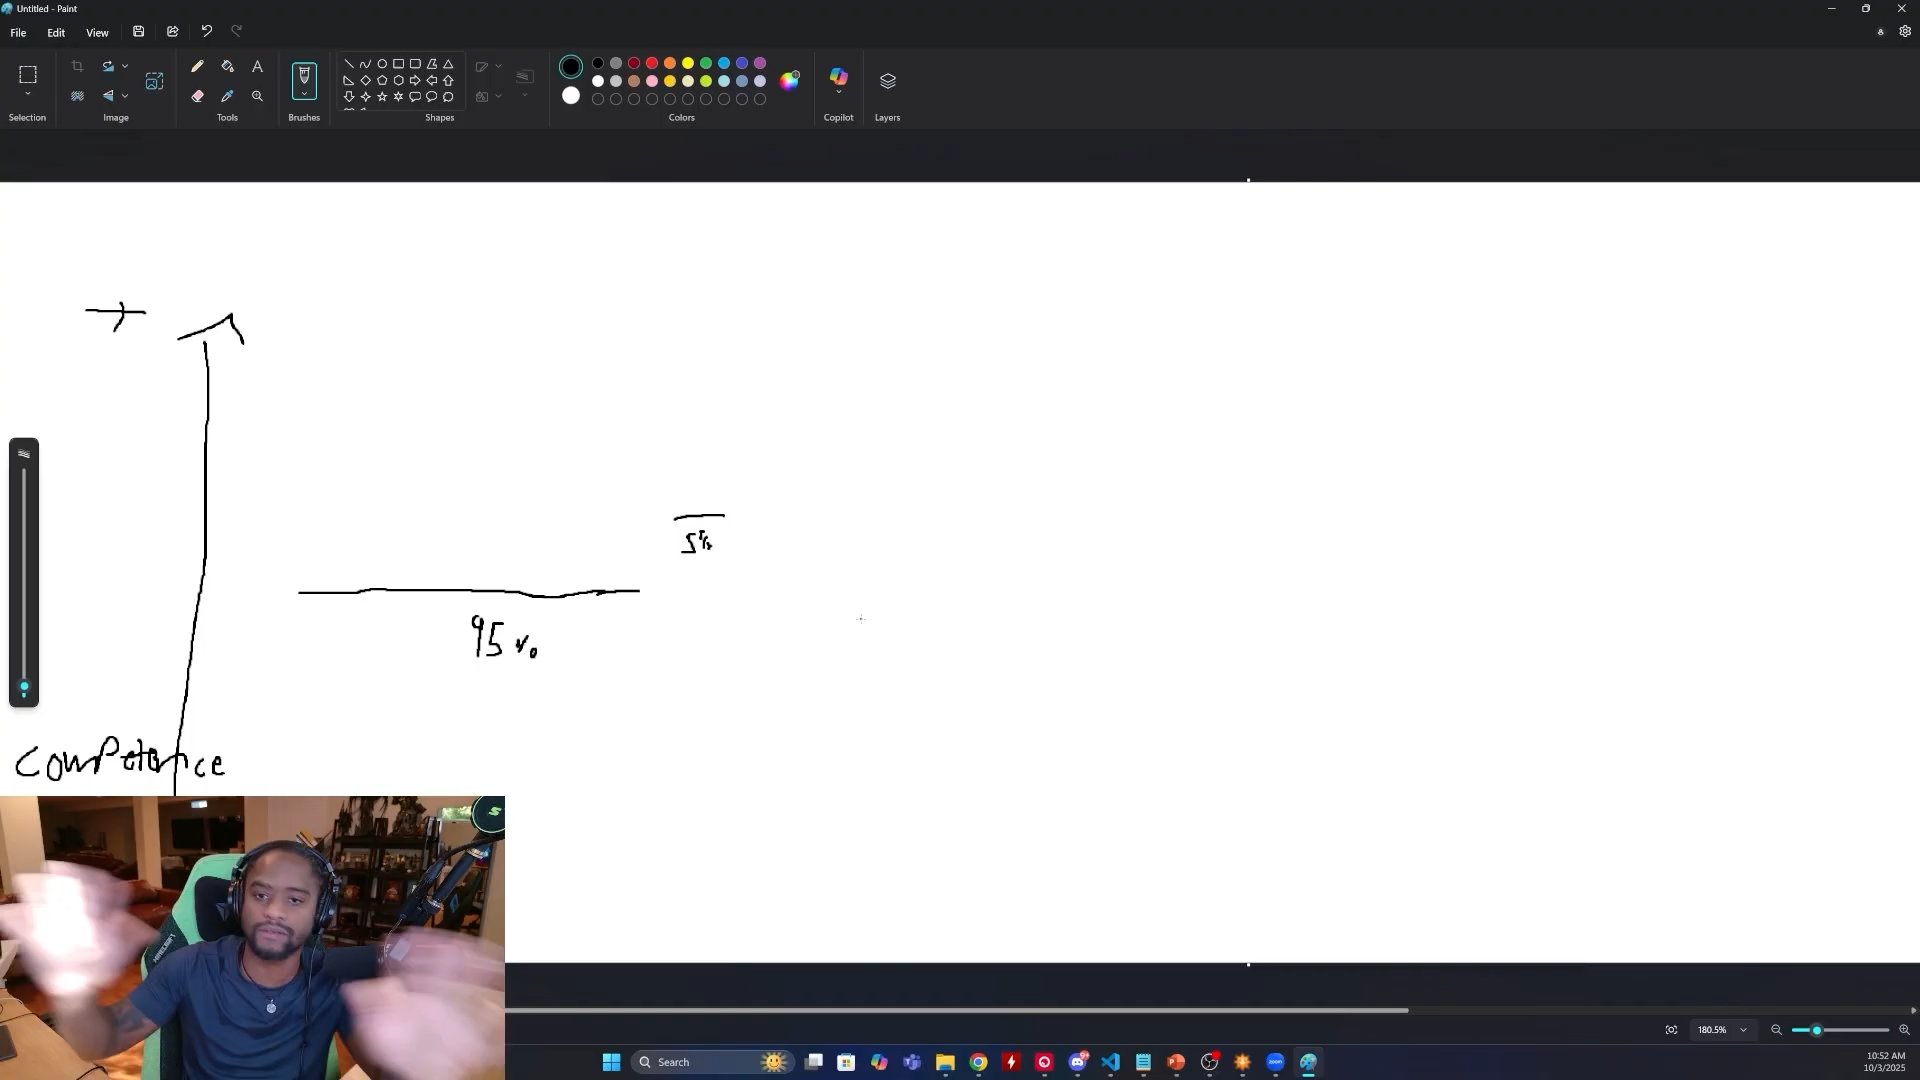 Untitled - Paint
File Edit View
Selection Image Tools Brushes Shapes Colors Copilot Layers
5%
95%
Competence
180.5%
Search
10:52 AM
10/3/2025